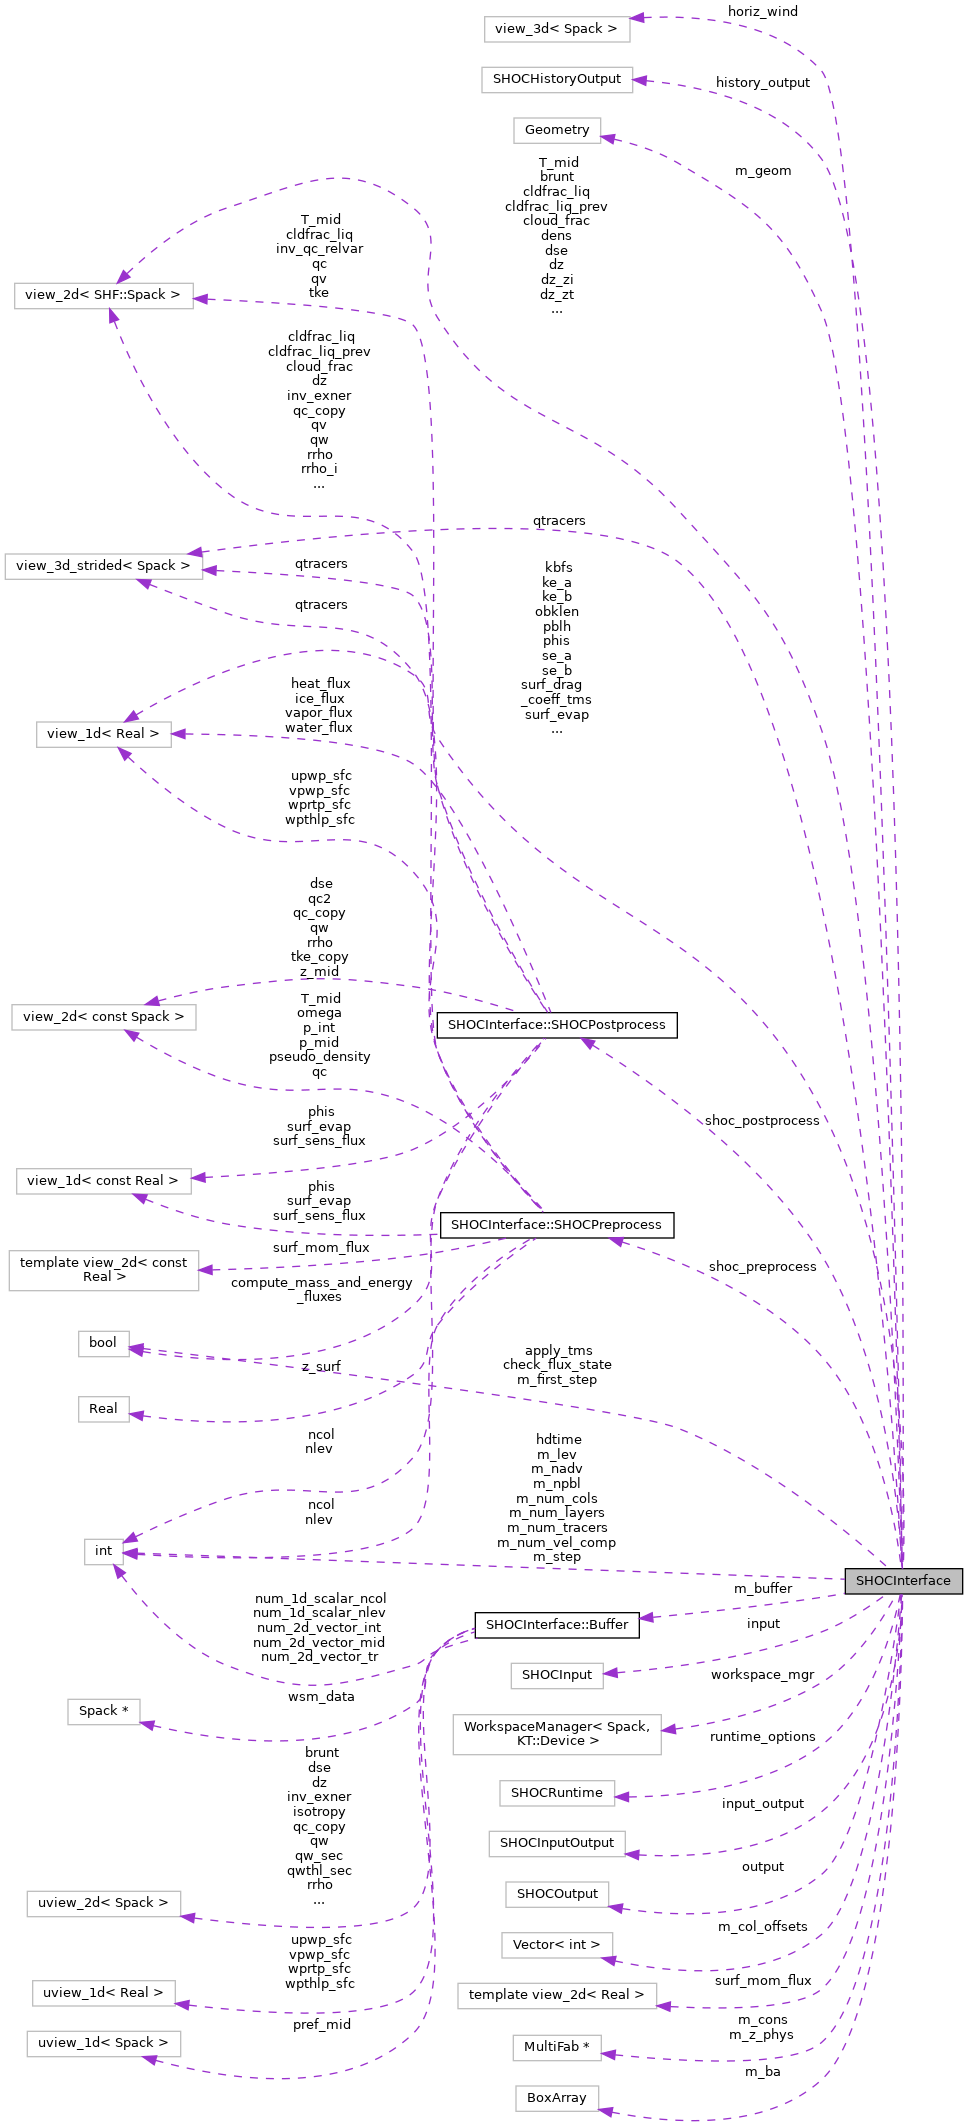 horiz_wind
view_3d< Spack >
SHOCHistoryOutput
history_output
Geometry
m_geom
T_mid
brunt
cldfrac_liq
cldfrac_liq_prev
cloud_frac
dens
dse
dz
dz_zi
dz_zt
...
T_mid
cldfrac_liq
inv_qc_relvar
qc
qv
tke
view_2d< SHF::Spack >
cldfrac_liq
cldfrac_liq_prev
cloud_frac
dz
inv_exner
qc_copy
qv
qw
rrho
rrho_i
...
qtracers
view_3d_strided< Spack >
qtracers
qtracers
kbfs
ke_a
ke_b
obklen
pblh
phis
se_a
se_b
surf_drag
_coeff_tms
surf_evap
...
heat_flux
ice_flux
vapor_flux
water_flux
view_1d< Real >
upwp_sfc
vpwp_sfc
wprtp_sfc
wpthlp_sfc
dse
qc2
qc_copy
qw
rrho
tke_copy
z_mid
view_2d< const Spack >
T_mid
omega
p_int
p_mid
pseudo_density
qc
SHOCInterface::SHOCPostprocess
phis
surf_evap
surf_sens_flux
shoc_postprocess
view_1d< const Real >
phis
surf_evap
surf_sens_flux
SHOCInterface::SHOCPreprocess
surf_mom_flux
template view_2d< const
Real >
shoc_preprocess
compute_mass_and_energy
_fluxes
bool
z_surf
apply_tms
check_flux_state
m_first_step
Real
ncol
nlev
hdtime
m_lev
m_nadv
m_npbl
m_num_cols
m_num_layers
m_num_tracers
m_num_vel_comp
m_step
ncol
nlev
int
SHOCInterface
m_buffer
num_1d_scalar_ncol
num_1d_scalar_nlev
num_2d_vector_int
num_2d_vector_mid
num_2d_vector_tr
SHOCInterface::Buffer
input
SHOCInput
workspace_mgr
wsm_data
Spack *
WorkspaceManager< Spack,
KT::Device >
runtime_options
brunt
dse
dz
inv_exner
isotropy
qc_copy
qw
qw_sec
qwthl_sec
rrho
...
SHOCRuntime
input_output
SHOCInputOutput
output
SHOCOutput
uview_2d< Spack >
m_col_offsets
upwp_sfc
vpwp_sfc
wprtp_sfc
wpthlp_sfc
Vector< int >
surf_mom_flux
uview_1d< Real >
template view_2d< Real >
pref_mid
m_cons
m_z_phys
uview_1d< Spack >
MultiFab *
m_ba
BoxArray